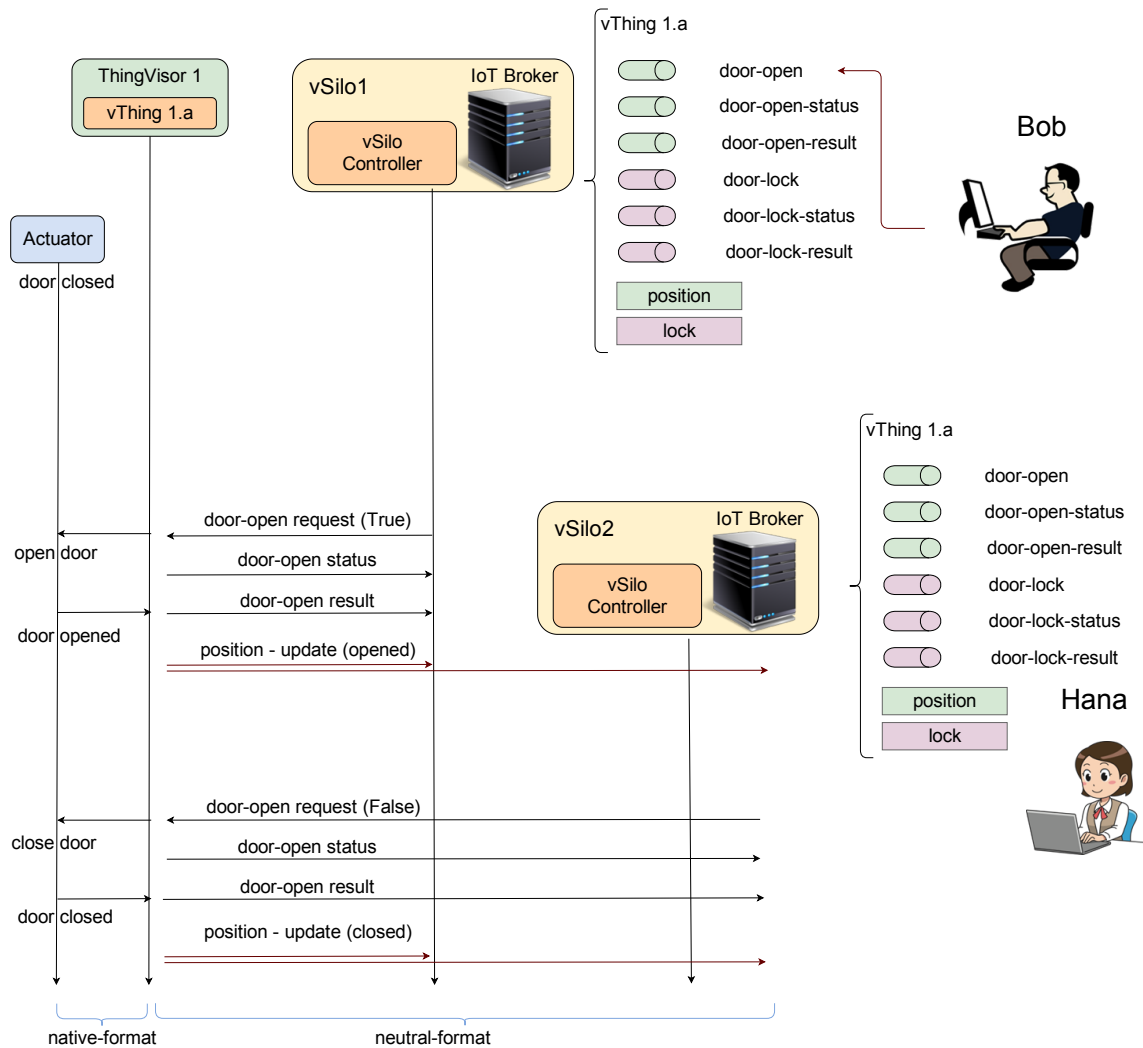 vThing 1.a
ThingVisor 1
vThing 1.a
vSilo1
IoT Broker
vSilo
Controller
door-open
door-open-status
door-open-result
door-lock
door-lock-status
door-lock-result
position
lock
Bob
Actuator
door closed
vThing 1.a
door-open
door-open-status
door-open-result
door-lock
door-lock-status
door-lock-result
position
lock
Hana
vSilo2
IoT Broker
vSilo
Controller
door-open request (True)
open door
door-open status
door-open result
door opened
position - update (opened)
door-open request (False)
close door
door-open status
door-open result
door closed
position - update (closed)
native-format
neutral-format